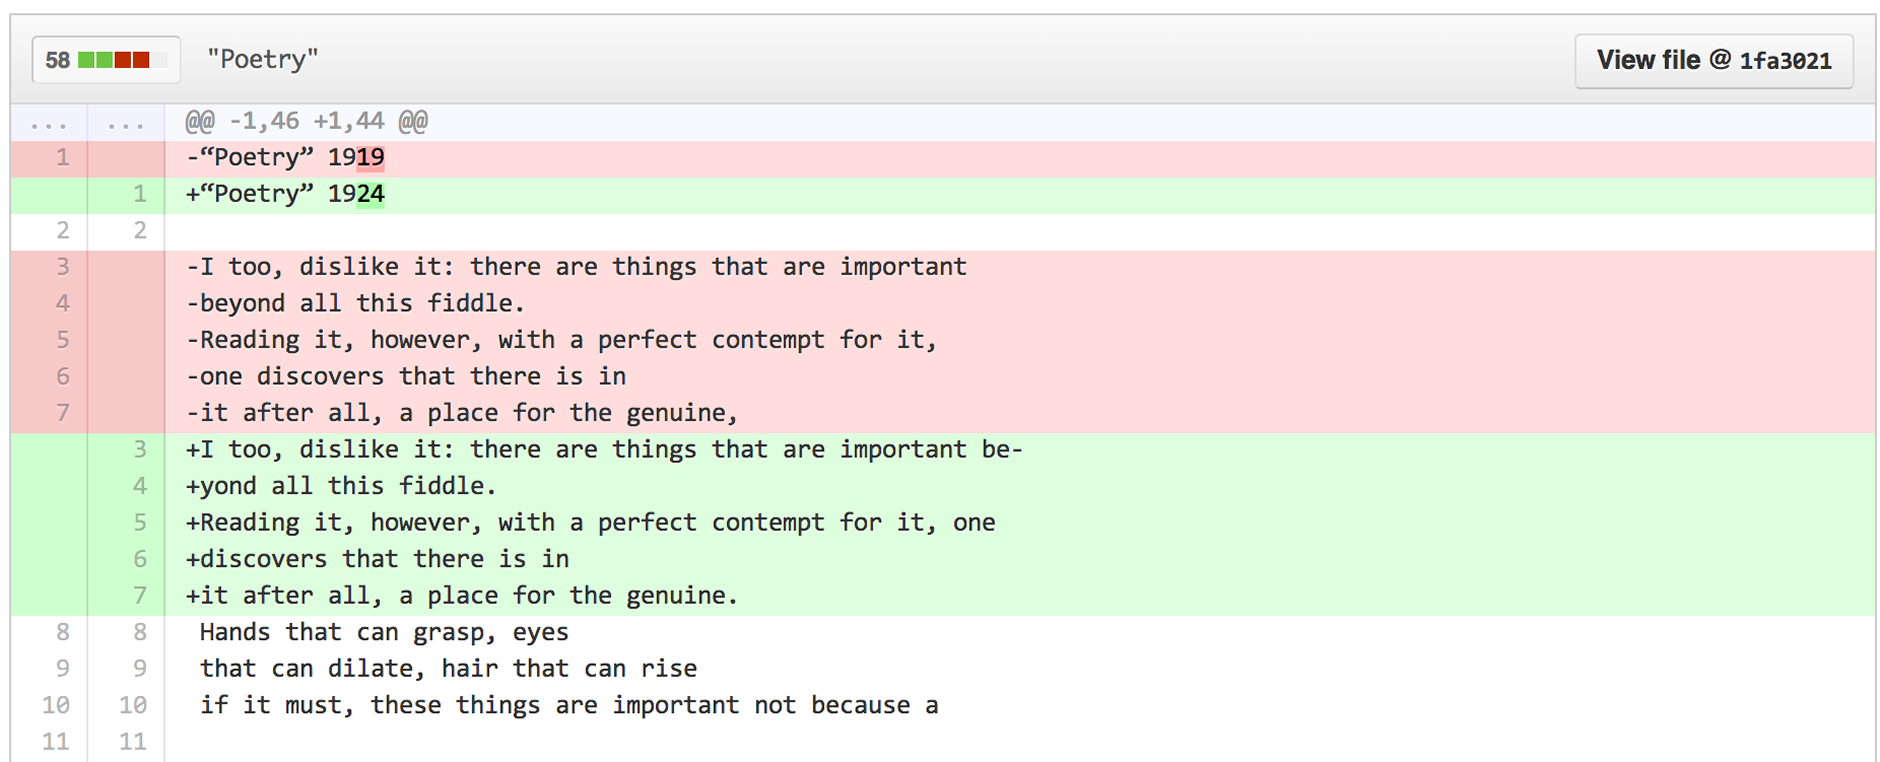 58 "Poetry" View file @ 1fa3021
... ... @@ -1,46 +1,44 @@
1 -“Poetry” 1919
1 +“Poetry” 1924
2 2
3 -I too, dislike it: there are things that are important
4 -beyond all this fiddle.
5 -Reading it, however, with a perfect contempt for it,
6 -one discovers that there is in
7 -it after all, a place for the genuine,
3 +I too, dislike it: there are things that are important be-
4 +yond all this fiddle.
5 +Reading it, however, with a perfect contempt for it, one
6 +discovers that there is in
7 +it after all, a place for the genuine.
8 8 Hands that can grasp, eyes
9 9 that can dilate, hair that can rise
10 10 if it must, these things are important not because a
11 11